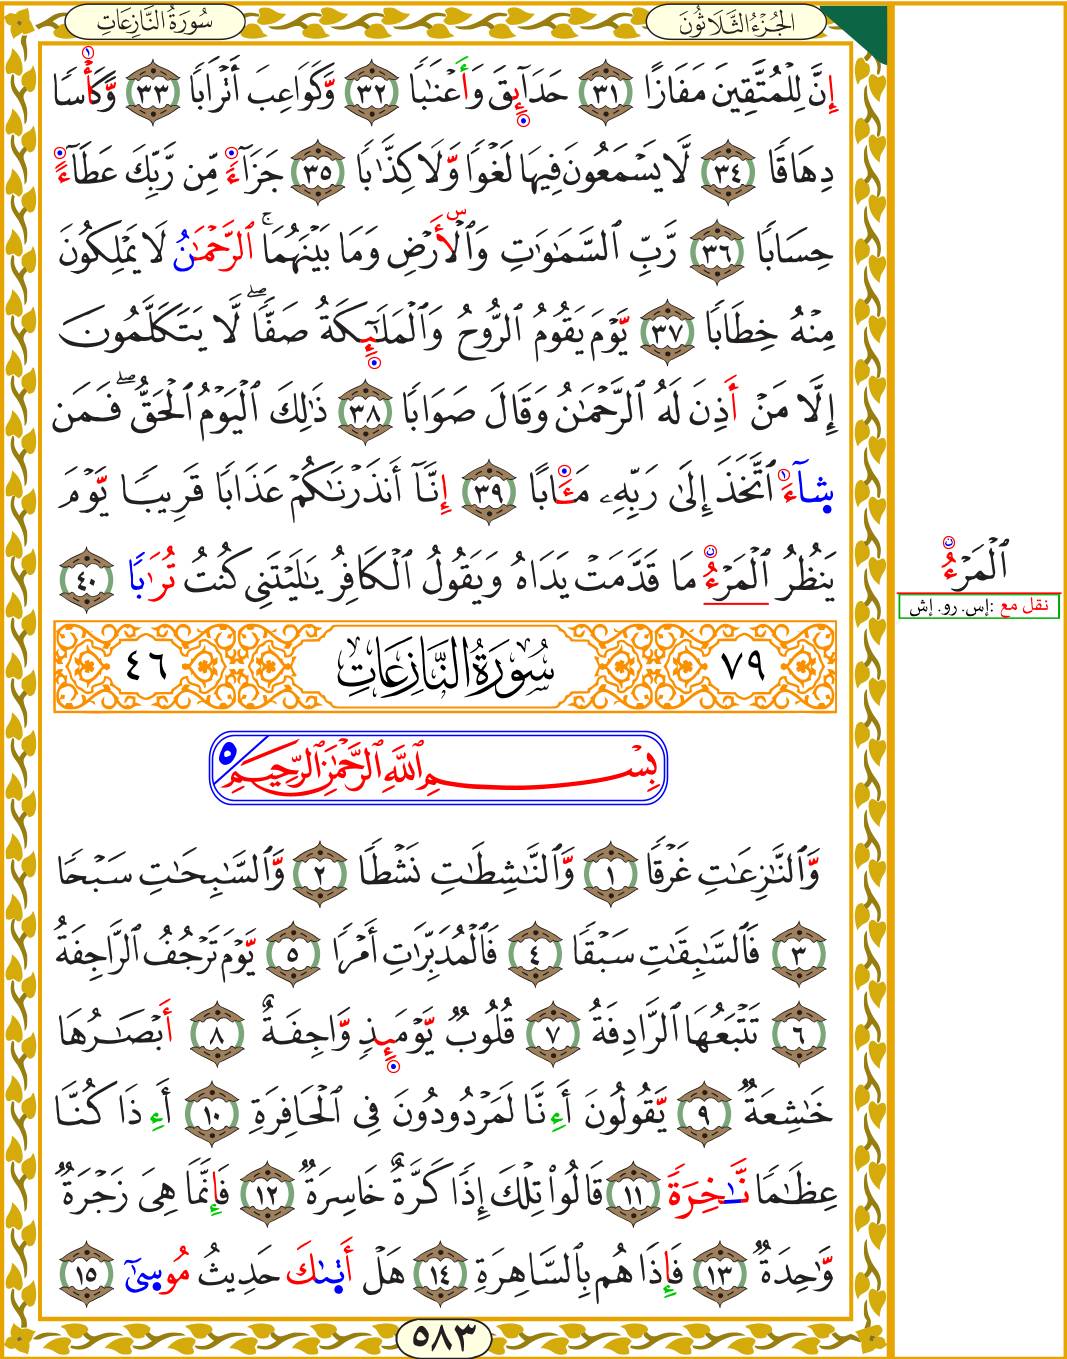 سُورَةُ النَّازِعَاتِ
الجُزْءُ الثَّلَاثُونَ
إِنَّ لِلْمُتَّقِينَ مَفَازًا ٣١ حَدَآئِقَ وَأَعْنَٰبًا ٣٢ وَّكَوَاعِبَ أَتْرَابًا ٣٣ وَّكَأْسًا
دِهَاقًا ٣٤ لَّا يَسْمَعُونَ فِيهَا لَغْوًا وَّلَا كِذَّٰبًا ٣٥ جَزَآءً مِّن رَّبِّكَ عَطَآءً
حِسَابًا ٣٦ رَّبِّ ٱلسَّمَٰوَٰتِ وَٱلْأَرْضِ وَمَا بَيْنَهُمَا ۚ ٱلرَّحْمَٰنُ لَا يَمْلِكُونَ
مِنْهُ خِطَابًا ٣٧ يَّوْمَ يَقُومُ ٱلرُّوحُ وَٱلْمَلَٰٓئِكَةُ صَفًّا ۖ لَّا يَتَكَلَّمُونَ
إِلَّا مَنْ أَذِنَ لَهُ ٱلرَّحْمَٰنُ وَقَالَ صَوَابًا ٣٨ ذَٰلِكَ ٱلْيَوْمُ ٱلْحَقُّ ۖ فَمَن
شَآءَ ٱتَّخَذَ إِلَىٰ رَبِّهِۦ مَـَٔابًا ٣٩ إِنَّآ أَنذَرْنَٰكُمْ عَذَابًا قَرِيبًا يَّوْمَ
يَنظُرُ ٱلْمَرْءُ مَا قَدَّمَتْ يَدَاهُ وَيَقُولُ ٱلْكَافِرُ يَٰلَيْتَنِى كُنتُ تُرَٰبًا ٤٠
ٱلْمَرْءُ
نقل مع :إس. رو. إش
٧٩ سُورَةُ النَّازِعَاتِ ٤٦
بِسْمِ ٱللَّهِ ٱلرَّحْمَٰنِ ٱلرَّحِيمِ ٥
وَّٱلنَّٰزِعَاتِ غَرْقًا ١ وَّٱلنَّٰشِطَاتِ نَشْطًا ٢ وَّٱلسَّٰبِحَاتِ سَبْحًا
٣ فَٱلسَّٰبِقَٰتِ سَبْقًا ٤ فَٱلْمُدَبِّرَاتِ أَمْرًا ٥ يَّوْمَ تَرْجُفُ ٱلرَّاجِفَةُ
٦ تَتْبَعُهَا ٱلرَّادِفَةُ ٧ قُلُوبٌ يَّوْمَئِذٍ وَّاجِفَةٌ ٨ أَبْصَٰرُهَا
خَٰشِعَةٌ ٩ يَّقُولُونَ أَءِنَّا لَمَرْدُودُونَ فِى ٱلْحَافِرَةِ ١٠ أَءِذَا كُنَّا
عِظَٰمًا نَّٰخِرَةً ١١ قَالُوا۟ تِلْكَ إِذًا كَرَّةٌ خَاسِرَةٌ ١٢ فَإِنَّمَا هِىَ زَجْرَةٌ
وَّٰحِدَةٌ ١٣ فَإِذَا هُم بِٱلسَّاهِرَةِ ١٤ هَلْ أَتَىٰكَ حَدِيثُ مُوسَىٰٓ ١٥
٥٨٣